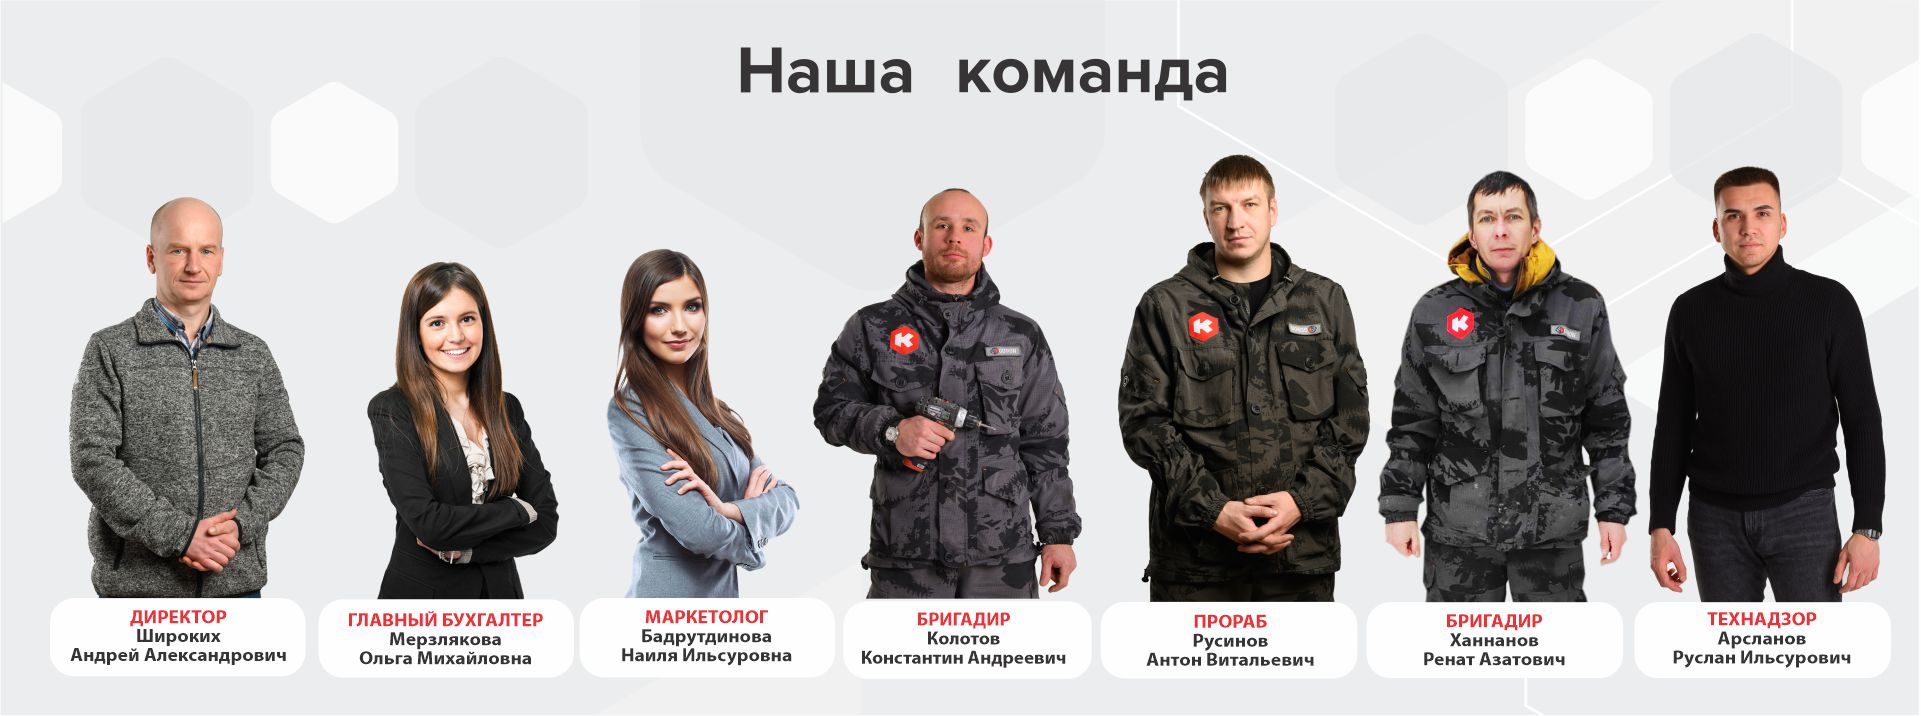 Наша команда
ДИРЕКТОР
Широких
Андрей Александрович
ГЛАВНЫЙ БУХГАЛТЕР
Мерзлякова
Ольга Михайловна
МАРКЕТОЛОГ
Бадрутдинова
Наиля Ильсуровна
БРИГАДИР
Колотов
Константин Андреевич
ПРОРАБ
Русинов
Антон Витальевич
БРИГАДИР
Ханнанов
Ренат Азатович
ТЕХНАДЗОР
Арсланов
Руслан Ильсурович
K
K
K